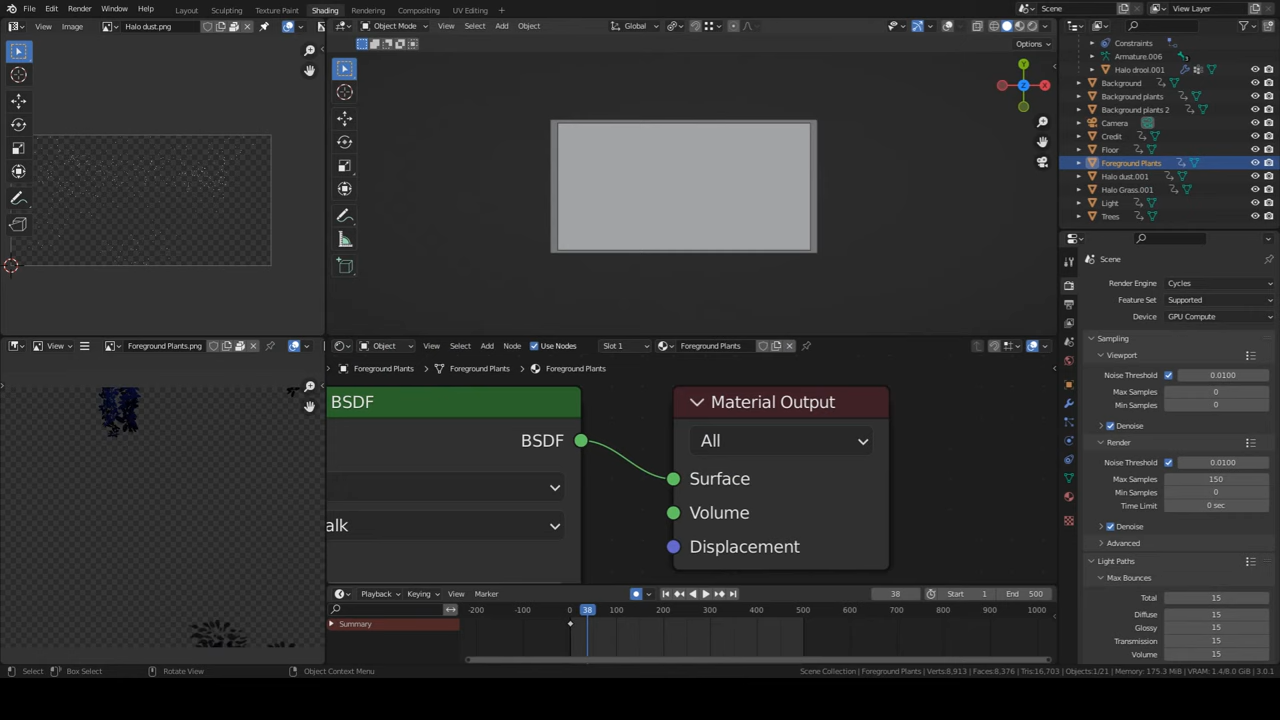 File Edit Render Window Help Layout Sculpting Texture Paint Shading Rendering Compositing UV Editing + Scene View Layer
View Image Halo dust.png
Object Mode View Select Add Object Global
Options
Constraints
Armature.006
Halo drool.001
Background
Background plants
Background plants 2
Camera
Credit
Floor
Foreground Plants
Halo dust.001
Halo Grass.001
Light
Trees
Y
X
Z
Scene
Render Engine Cycles
Feature Set Supported
Device GPU Compute
Sampling
Viewport
Noise Threshold 0.0100
Max Samples 0
Min Samples 0
Denoise
Render
Noise Threshold 0.0100
Max Samples 150
Min Samples 0
Time Limit 0 sec
Denoise
Advanced
Light Paths
Max Bounces
Total 15
Diffuse 15
Glossy 15
Transmission 15
Volume 15
View Foreground Plants.png
Object View Select Add Node Use Nodes Slot 1 Foreground Plants
Foreground Plants Foreground Plants Foreground Plants
BSDF
BSDF
alk
Material Output
All
Surface
Volume
Displacement
Playback Keying View Marker 38 Start 1 End 500
-200 -100 0 38 100 200 300 400 500 600 700 800 900 1000
Summary
Select Box Select Rotate View Object Context Menu
Scene Collection | Foreground Plants | Verts:8,913 | Faces:8,376 | Tris:16,703 | Objects:1/21 | Memory: 175.3 MiB | VRAM: 1.4/8.0 GiB | 3.0.1